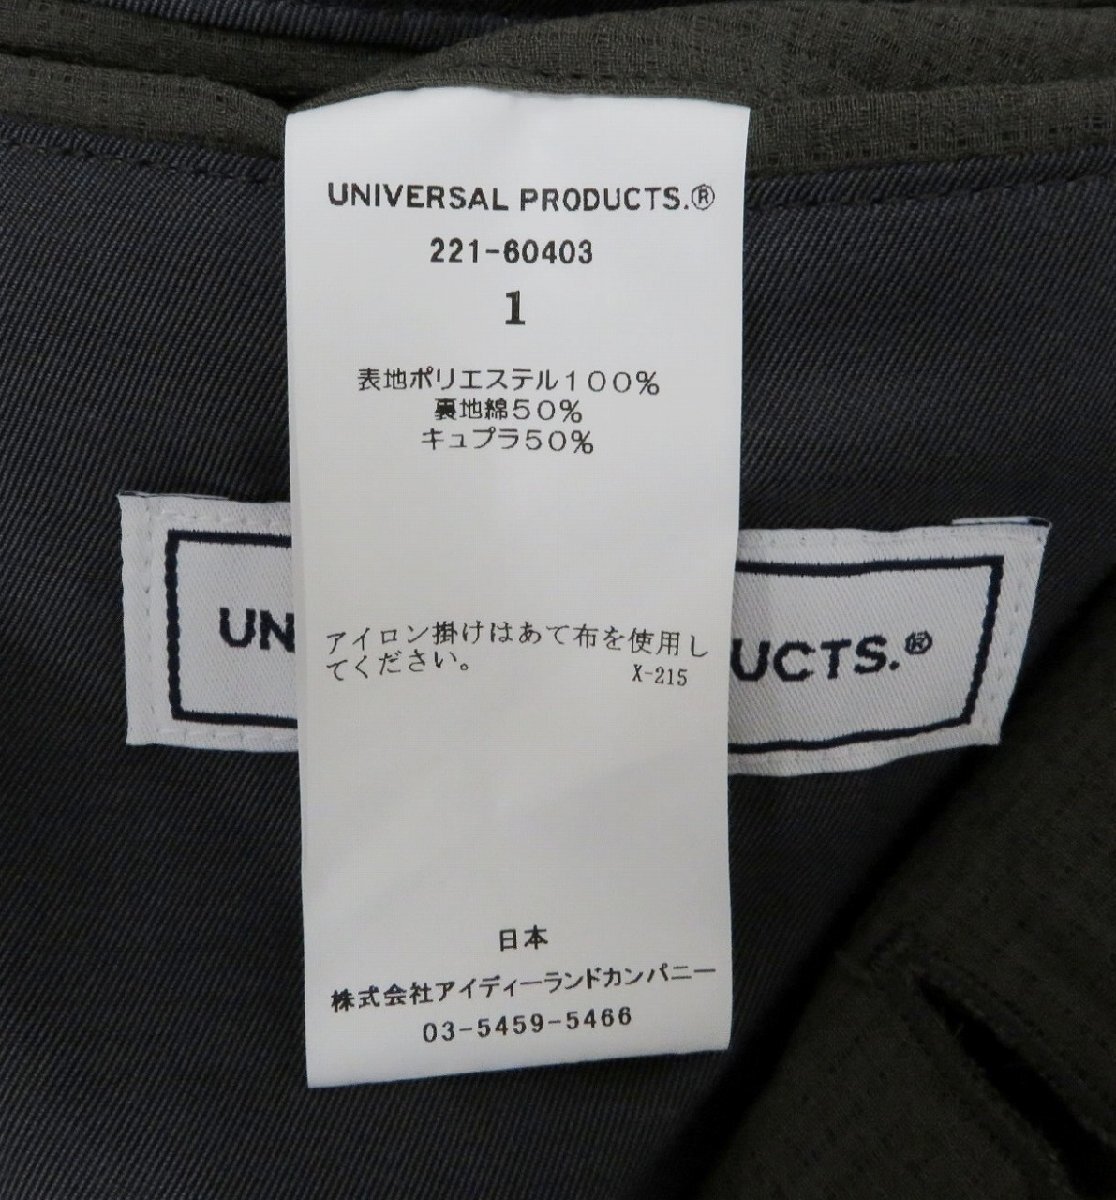 UNIVERSAL PRODUCTS.®
221-60403
1
表地ポリエステル100%
裏地綿50%
キュプラ50%
UN
UCTS.®
アイロン掛けはあて布を使用し
てください。
X-215
日本
株式会社アイディーランドカンパニー
03-5459-5466